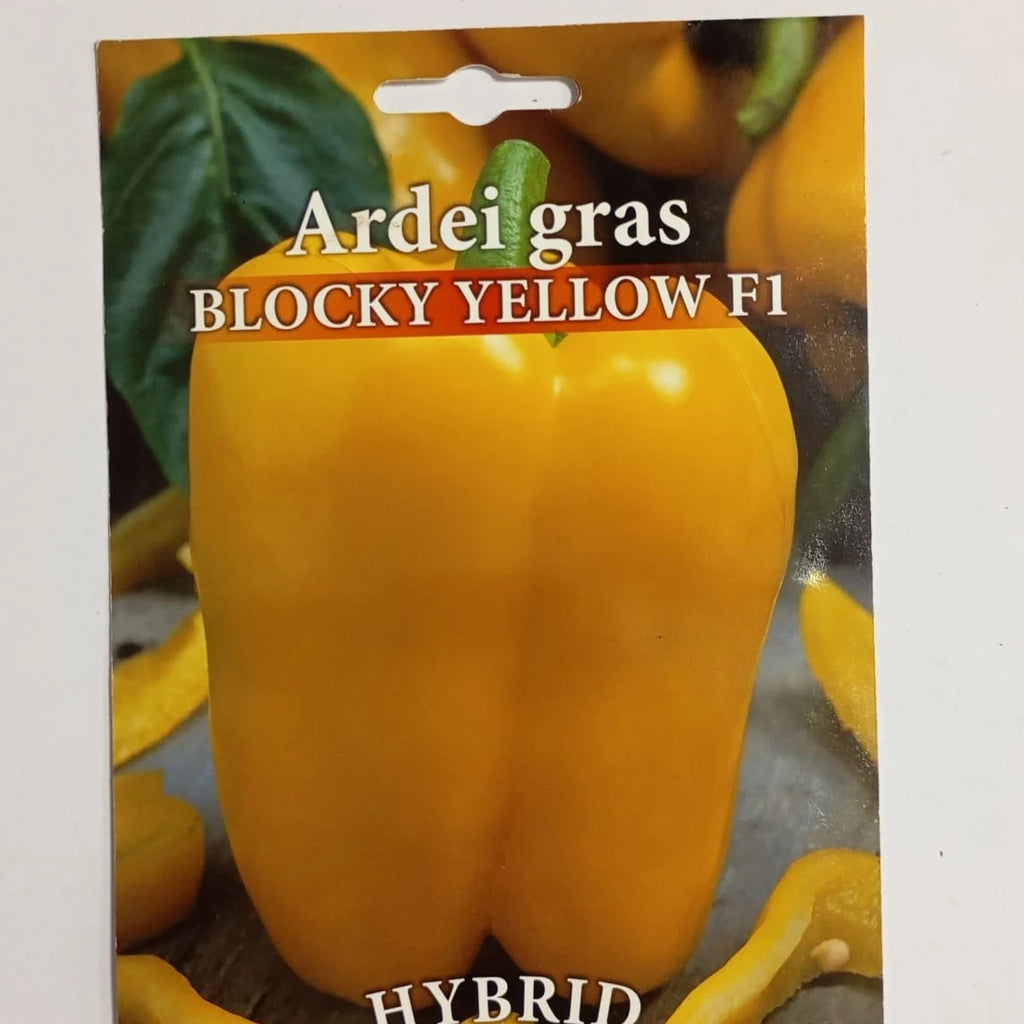 Ardei gras
BLOCKY YELLOW F1
HYBRID